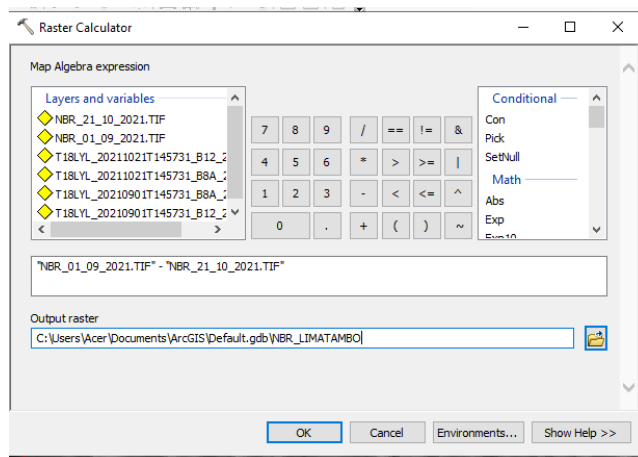 Raster Calculator
Map Algebra expression
Layers and variables
NBR_21_10_2021.TIF
NBR_01_09_2021.TIF
T18LYL_20211021T145731_B12_2
T18LYL_20211021T145731_B8A_2
T18LYL_20210901T145731_B8A_2
T18LYL_20210901T145731_B12_2
7 8 9 / == != &
4 5 6 * > >= |
1 2 3 - < <= ^
0 . + ( ) ~
Conditional
Con
Pick
SetNull
Math
Abs
Exp
Exp10
"NBR_01_09_2021.TIF" - "NBR_21_10_2021.TIF"
Output raster
C:\Users\Acer\Documents\ArcGIS\Default.gdb\NBR_LIMATAMBO
OK Cancel Environments... Show Help >>